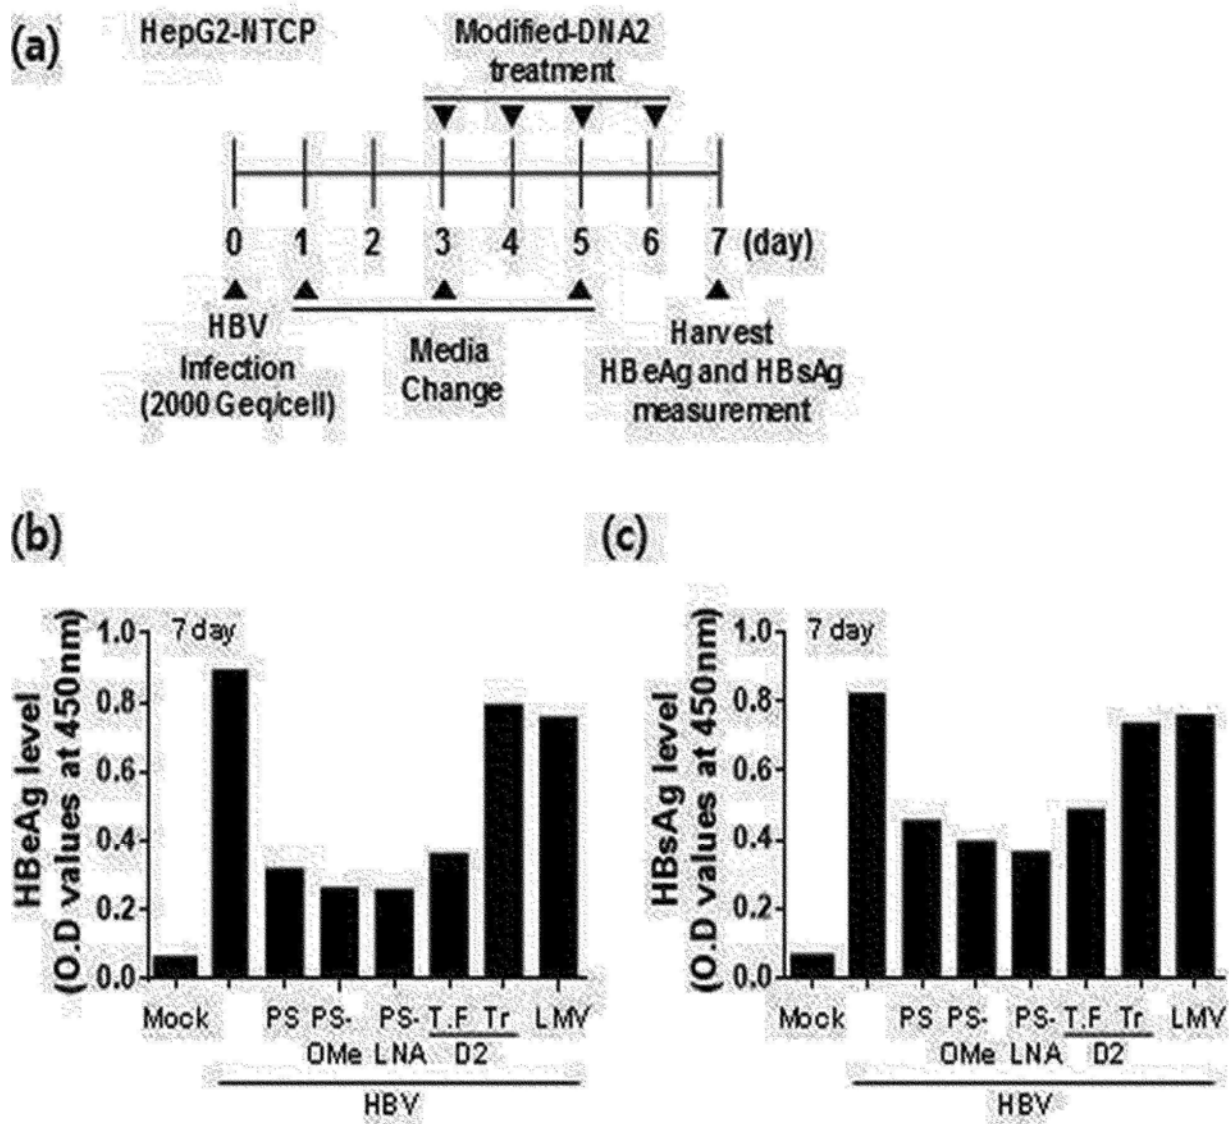 (a)
HepG2-NTCP
Modified-DNA2
treatment
0 1 2 3 4 5 6 7 (day)
HBV
Infection
(2000 Geq/cell)
Media
Change
Harvest
HBeAg and HBsAg
measurement
(b)
7 day
HBeAg level
(O.D values at 450nm)
1.0
0.8
0.6
0.4
0.2
0.0
Mock PS PS- PS- T.F Tr LMV
OMe LNA D2
HBV
(c)
7 day
HBsAg level
(O.D values at 450nm)
1.0
0.8
0.6
0.4
0.2
0.0
Mock PS PS- PS- T.F Tr LMV
OMe LNA D2
HBV